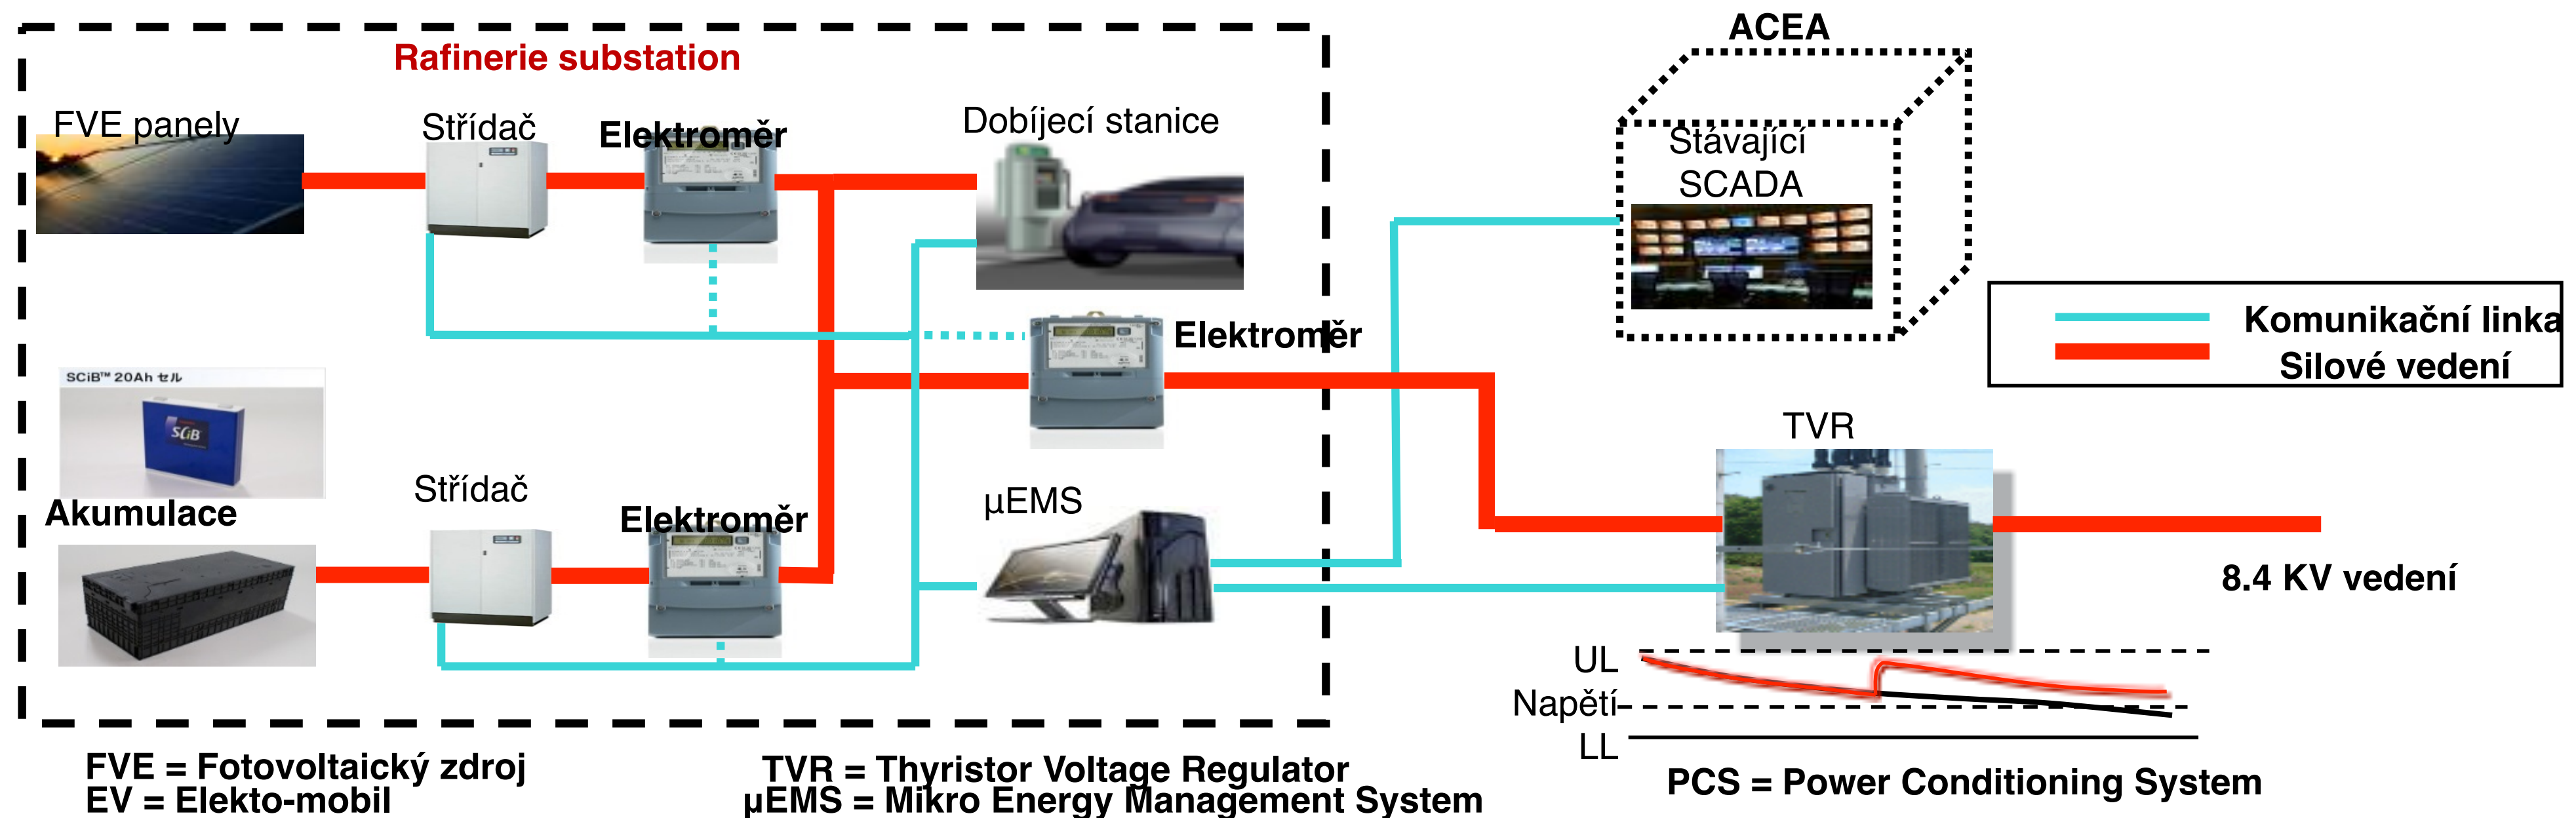 ACEA
Rafinerie substation
FVE panely
Střídač
Elektroměr
Dobíjecí stanice
Stávající
SCADA
Elektroměr
Komunikační linka
Silové vedení
SCiB™ 20Ah セル
SCiB
TVR
Akumulace
Střídač
Elektroměr
µEMS
8.4 KV vedení
UL
Napětí
LL
FVE = Fotovoltaický zdroj
EV = Elekto-mobil
TVR = Thyristor Voltage Regulator
µEMS = Mikro Energy Management System
PCS = Power Conditioning System